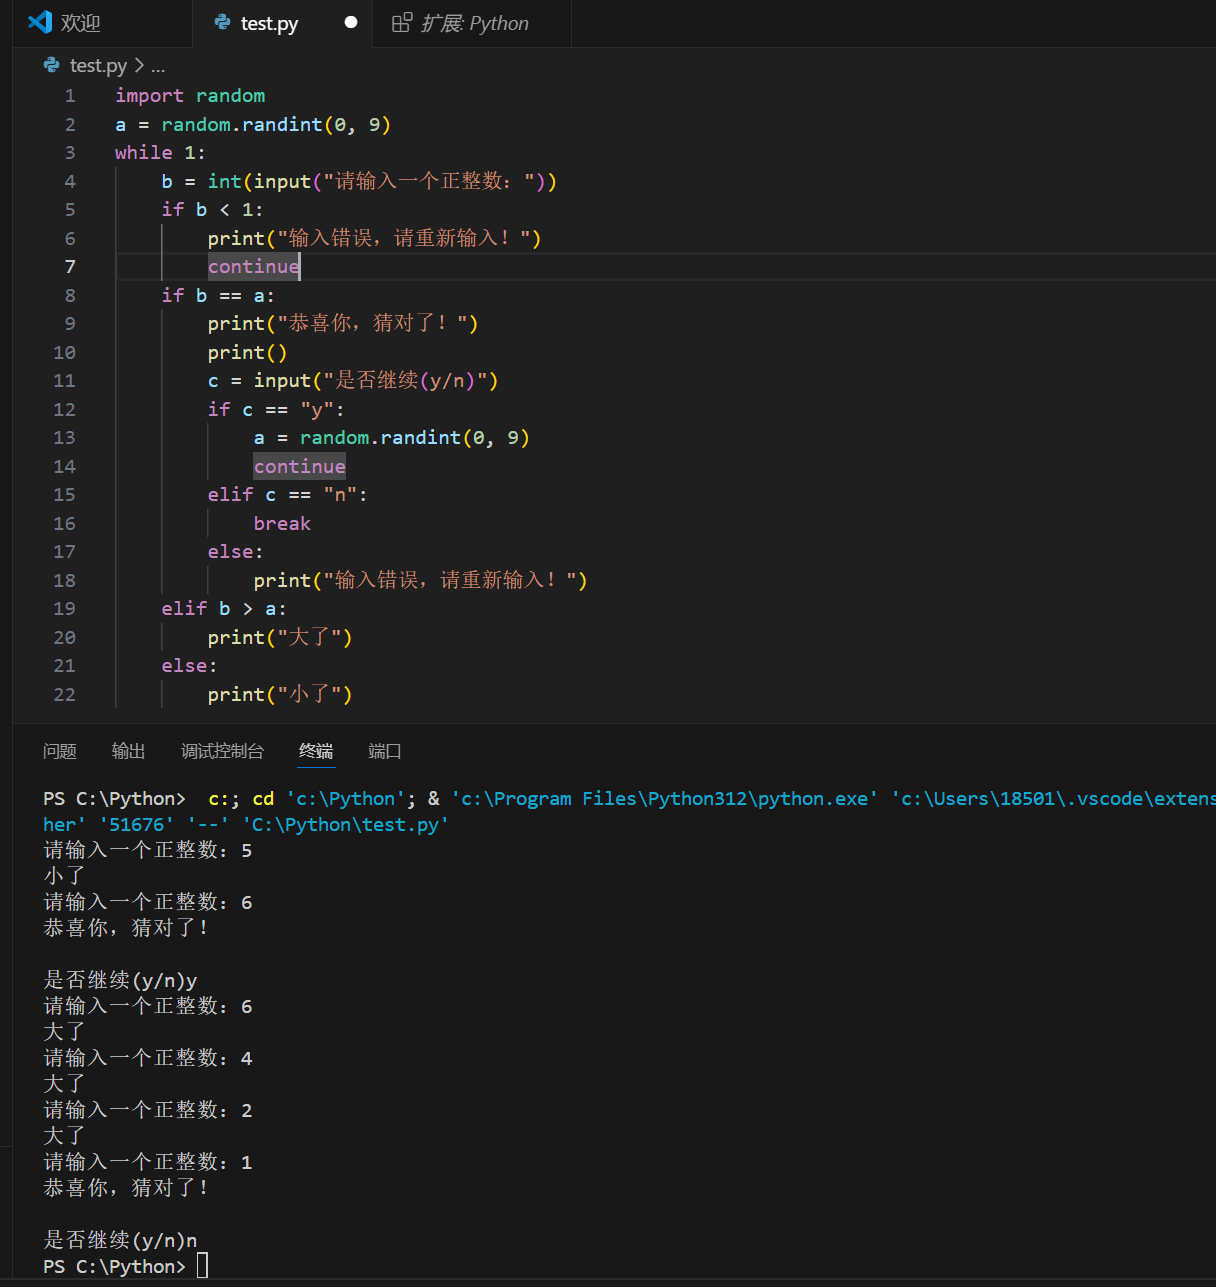 欢迎 test.py 扩展: Python
test.py > ...
1 import random
2 a = random.randint(0, 9)
3 while 1:
4     b = int(input("请输入一个正整数："))
5     if b < 1:
6         print("输入错误，请重新输入！")
7         continue
8     if b == a:
9         print("恭喜你，猜对了！")
10         print()
11         c = input("是否继续(y/n)")
12         if c == "y":
13             a = random.randint(0, 9)
14             continue
15         elif c == "n":
16             break
17         else:
18             print("输入错误，请重新输入！")
19     elif b > a:
20         print("大了")
21     else:
22         print("小了")
问题 输出 调试控制台 终端 端口
PS C:\Python>  c:; cd 'c:\Python'; & 'c:\Program Files\Python312\python.exe' 'c:\Users\18501\.vscode\extens
her' '51676' '--' 'C:\Python\test.py'
请输入一个正整数：5
小了
请输入一个正整数：6
恭喜你，猜对了！
是否继续(y/n)y
请输入一个正整数：6
大了
请输入一个正整数：4
大了
请输入一个正整数：2
大了
请输入一个正整数：1
恭喜你，猜对了！
是否继续(y/n)n
PS C:\Python>